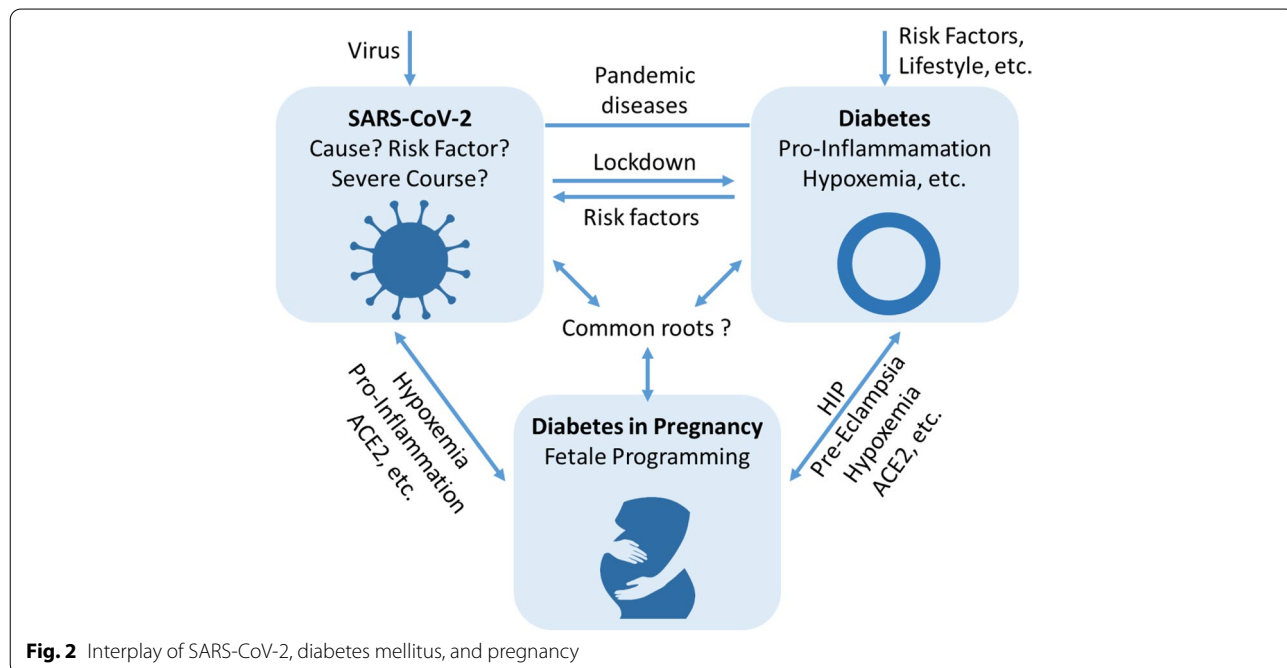 Virus
Risk Factors,
Lifestyle, etc.
Pandemic
diseases
SARS-CoV-2
Cause? Risk Factor?
Severe Course?
Diabetes
Pro-Inflammamation
Hypoxemia, etc.
Lockdown
Risk factors
Common roots ?
Hypoxemia
Pro-Inflammation
ACE2, etc.
HIP
Pre-Eclampsia
Hypoxemia
ACE2, etc.
Diabetes in Pregnancy
Fetale Programming
Fig. 2 Interplay of SARS-CoV-2, diabetes mellitus, and pregnancy